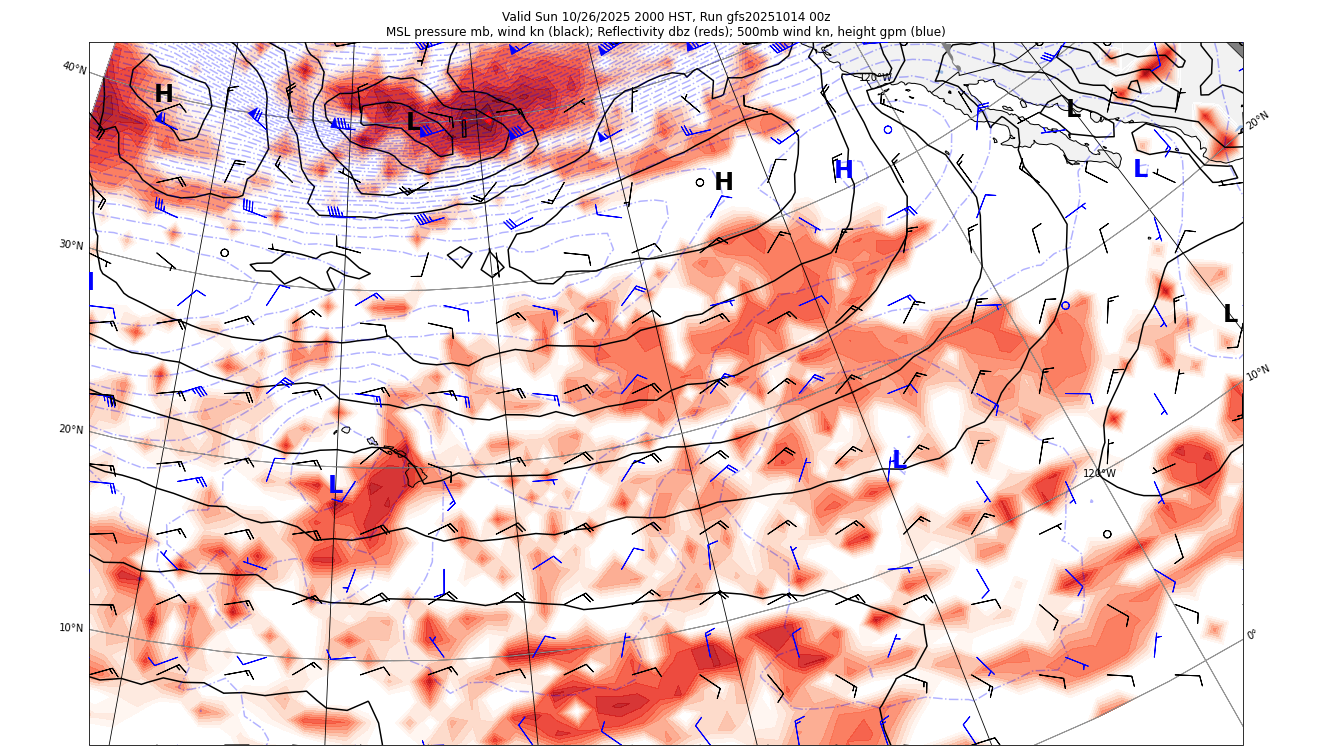 Valid Sun 10/26/2025 2000 HST, Run gfs20251014 00z
MSL pressure mb, wind kn (black); Reflectivity dbz (reds); 500mb wind kn, height gpm (blue)
40°N
120°W
H
L
L
20°N
H
H
L
30°N
L
10°N
20°N
L
L
120°W
10°N
0°